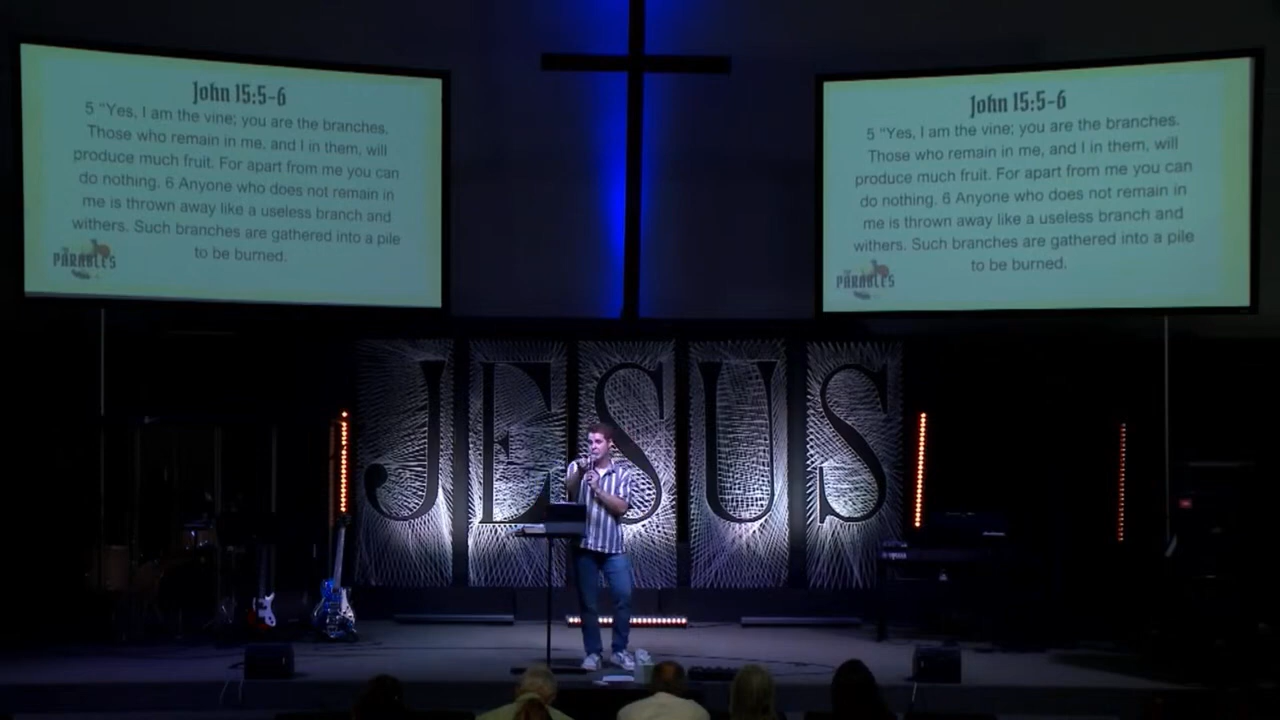 John 15:5-6
5 "Yes, I am the vine; you are the branches.
Those who remain in me, and I in them, will
produce much fruit. For apart from me you can
do nothing. 6 Anyone who does not remain in
me is thrown away like a useless branch and
withers. Such branches are gathered into a pile
to be burned.
THE
PARABLES
John 15:5-6
5 "Yes, I am the vine; you are the branches.
Those who remain in me, and I in them, will
produce much fruit. For apart from me you can
do nothing. 6 Anyone who does not remain in
me is thrown away like a useless branch and
withers. Such branches are gathered into a pile
to be burned.
THE
PARABLES
JESUS